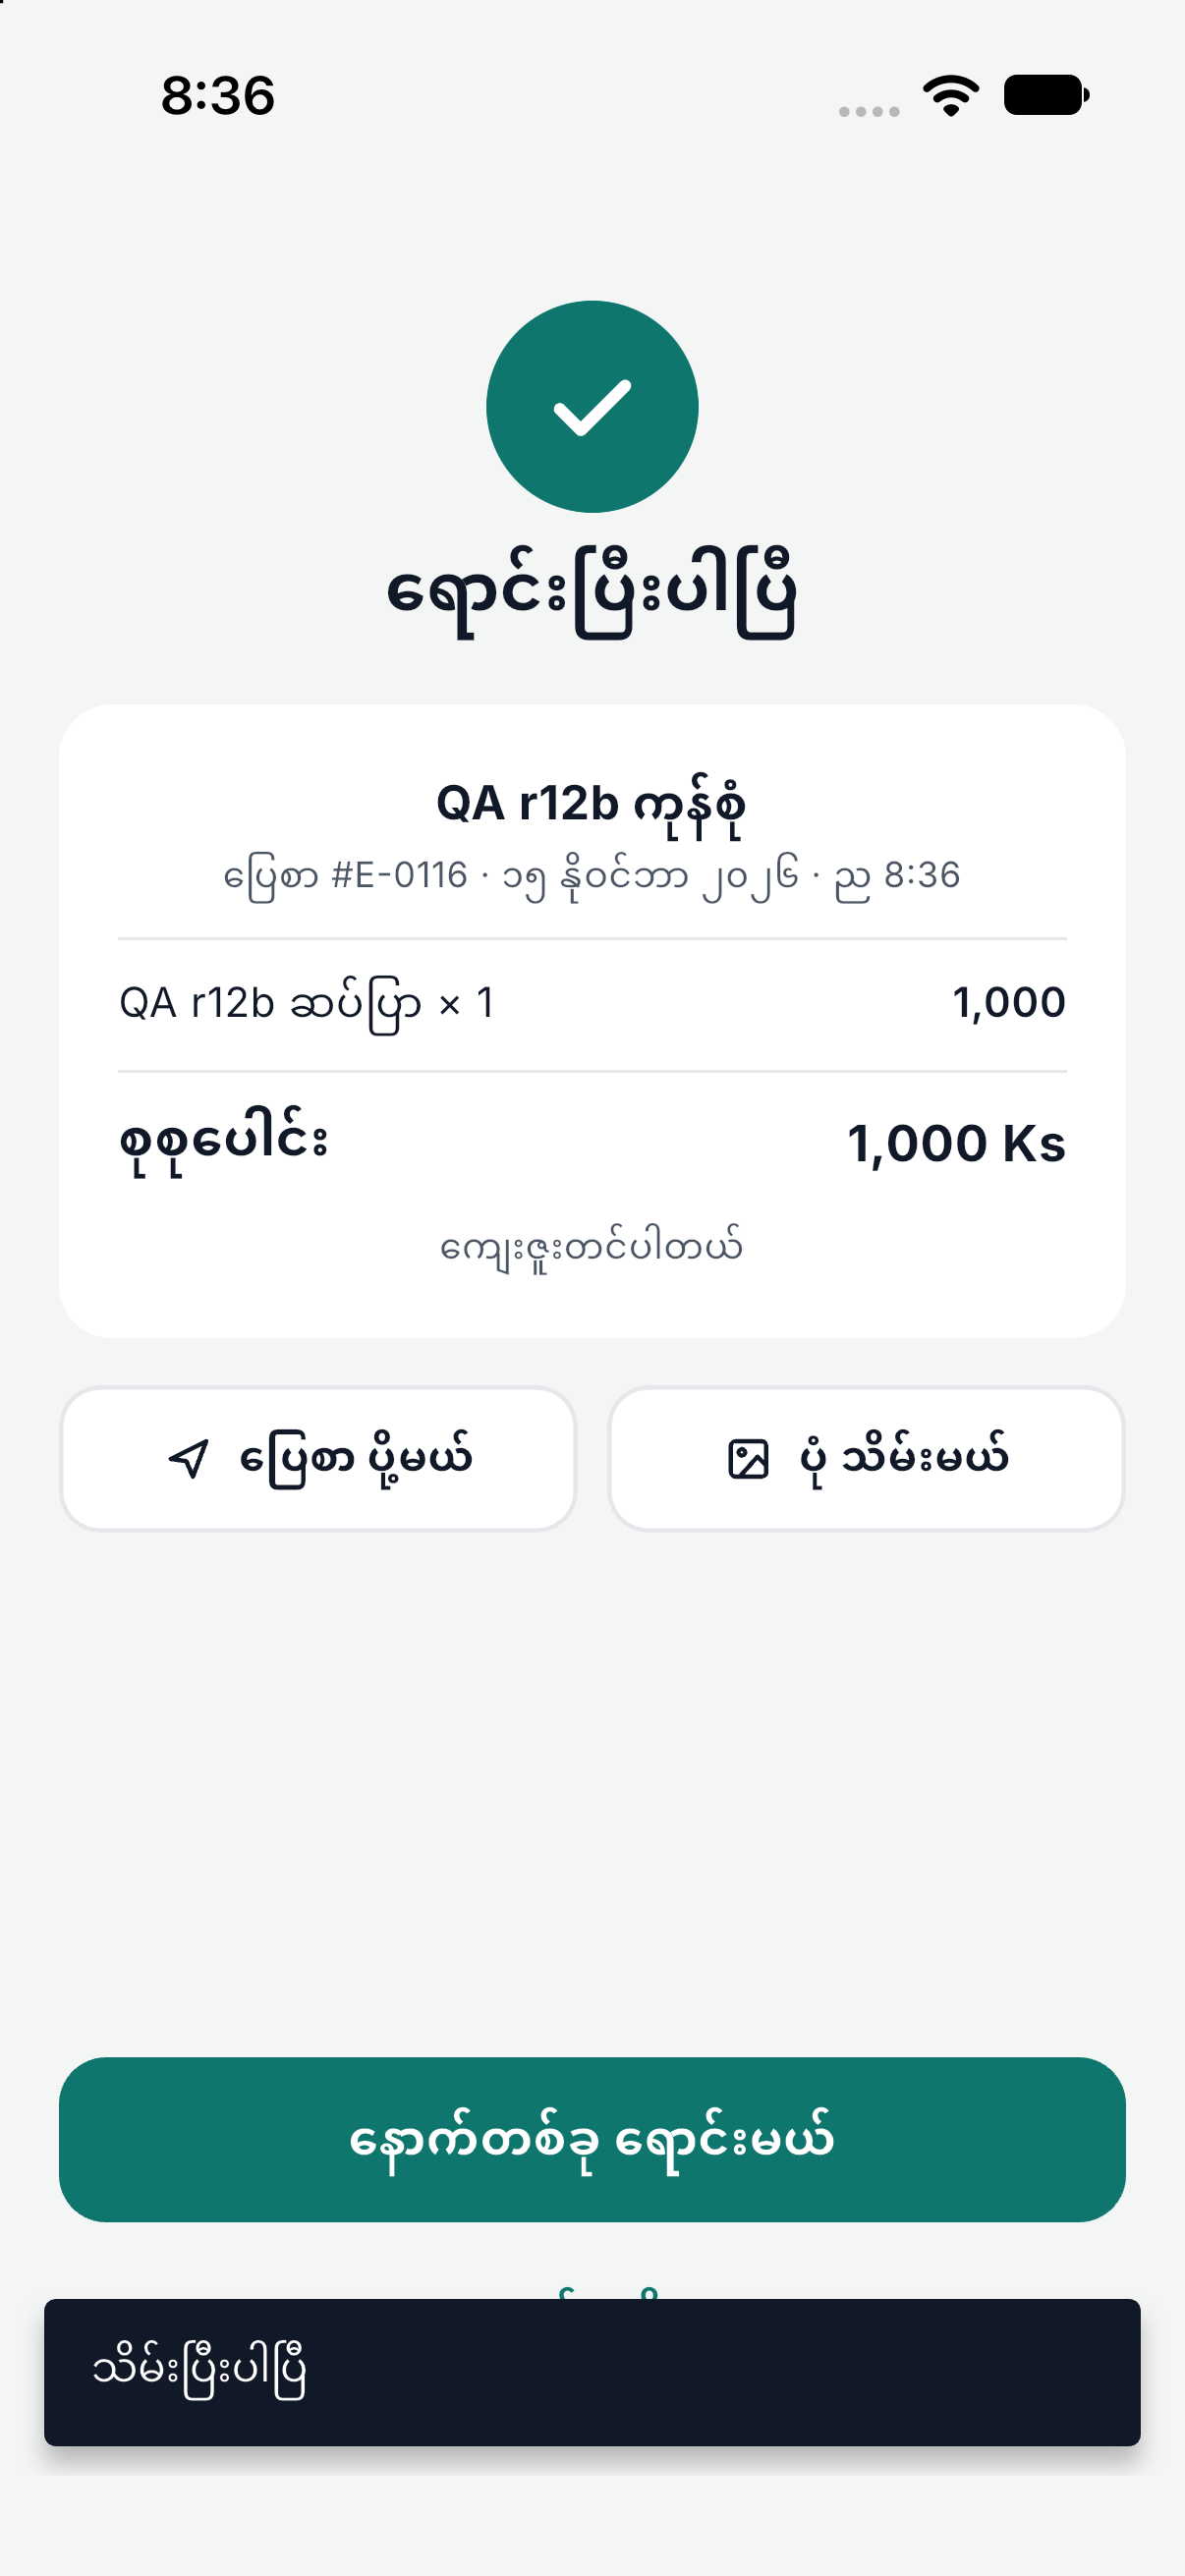 8:36
ရောင်းပြီးပါပြီ
QA r12b ကုန်စုံ
ပြေစာ #E-0116 · ၁၅ နိုဝင်ဘာ ၂၀၂၆ · ည 8:36
QA r12b ဆပ်ပြာ × 1 1,000
စုစုပေါင်း 1,000 Ks
ကျေးဇူးတင်ပါတယ်
ပြေစာ ပို့မယ် ပုံ သိမ်းမယ်
နောက်တစ်ခု ရောင်းမယ်
သိမ်းပြီးပါပြီ